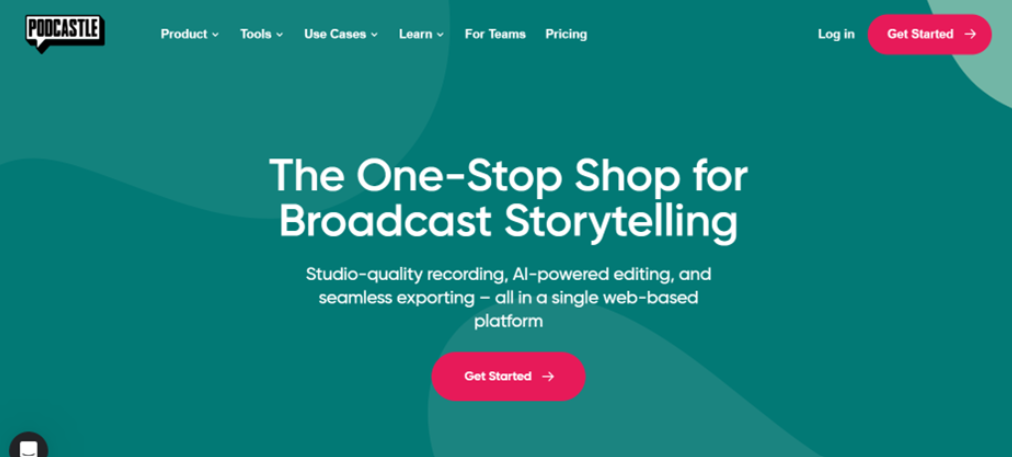 PODCASTLE
Product Tools Use Cases Learn For Teams Pricing Log in Get Started
The One-Stop Shop for
Broadcast Storytelling
Studio-quality recording, AI-powered editing, and
seamless exporting – all in a single web-based
platform
Get Started